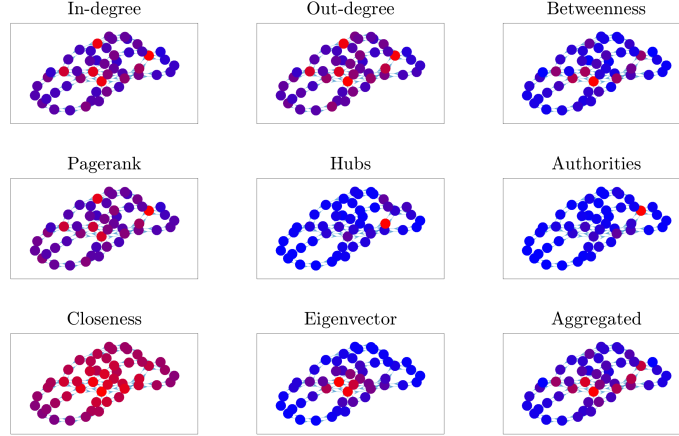 In-degree
Out-degree
Betweenness
Pagerank
Hubs
Authorities
Closeness
Eigenvector
Aggregated